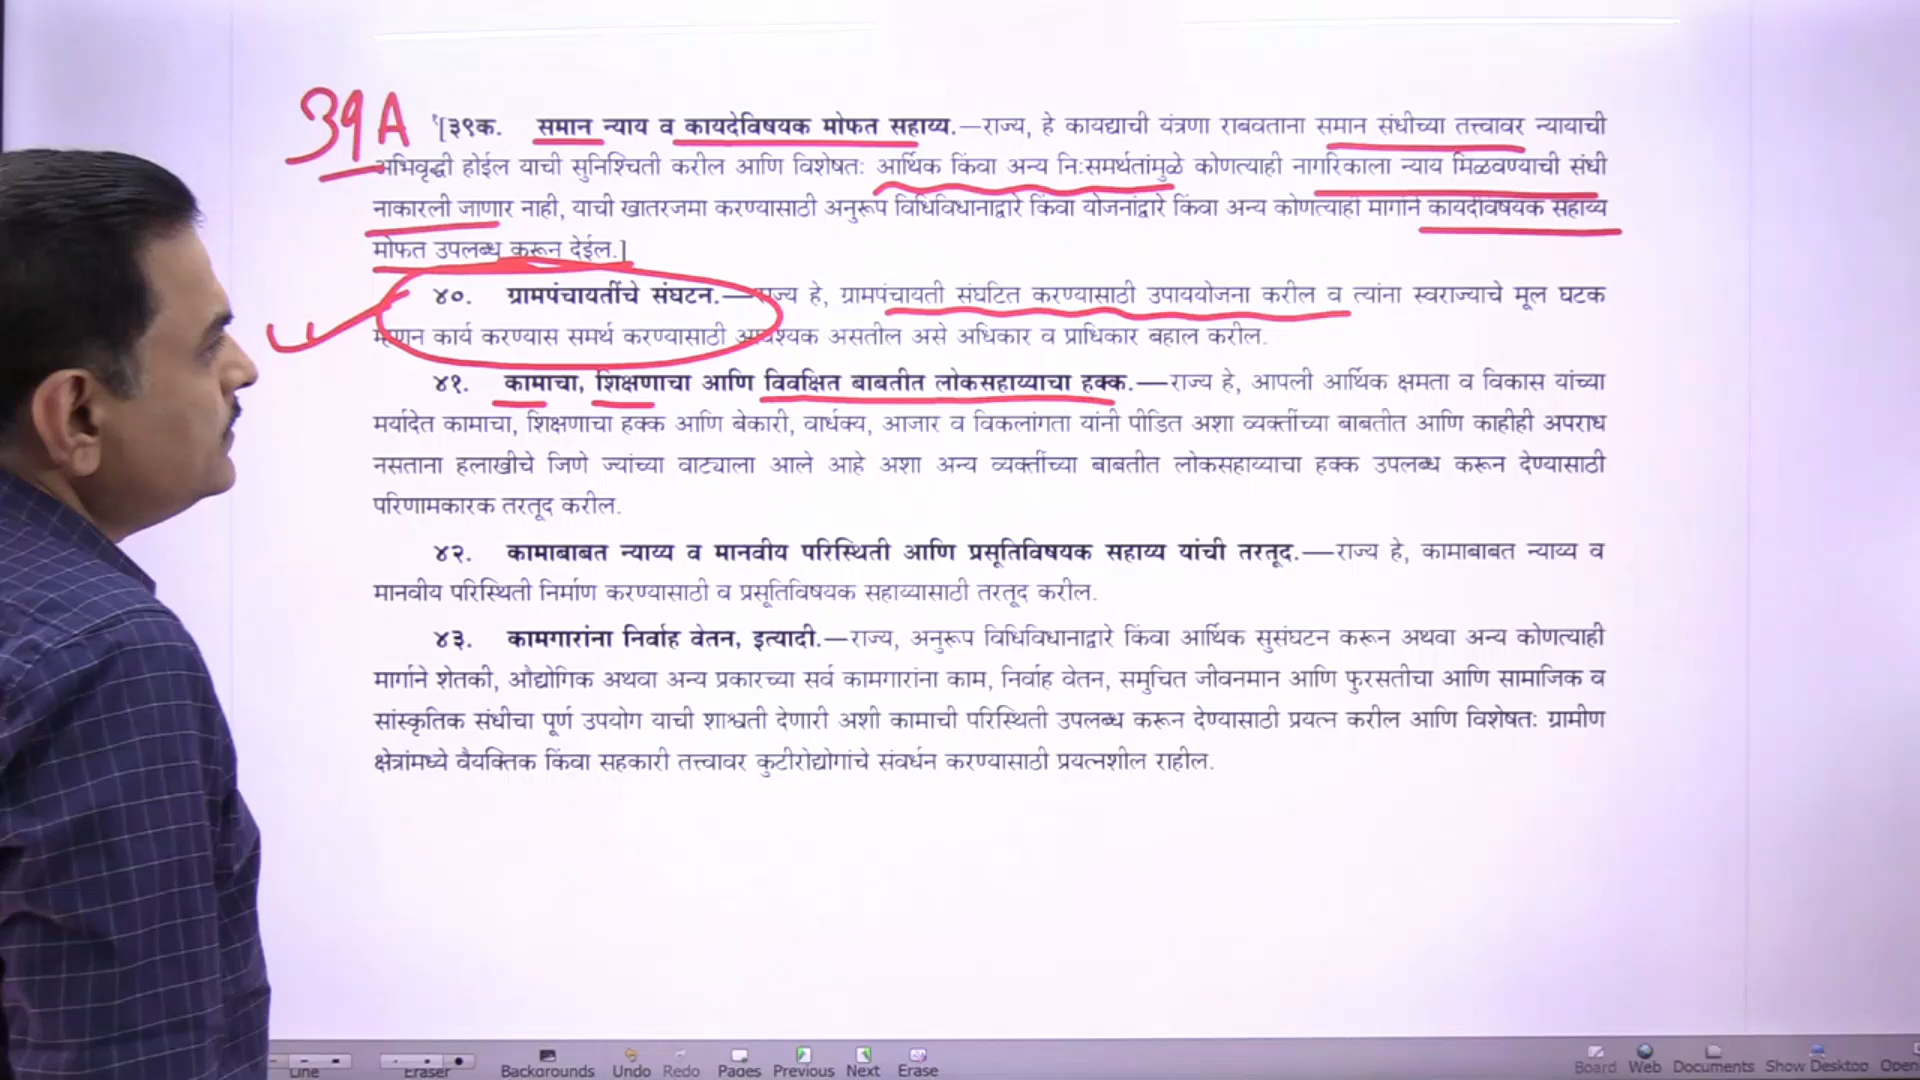 39A
[३९क. समान न्याय व कायदेविषयक मोफत सहाय्य.—राज्य, हे कायद्याची यंत्रणा राबवताना समान संधीच्या तत्त्वावर न्यायाची
अभिवृद्धी होईल याची सुनिश्चिती करील आणि विशेषत: आर्थिक किंवा अन्य नि:समर्थतांमुळे कोणत्याही नागरिकाला न्याय मिळवण्याची संधी
नाकारली जाणार नाही, याची खातरजमा करण्यासाठी अनुरूप विधिविधानाद्वारे किंवा योजनांद्वारे किंवा अन्य कोणत्याही मार्गाने कायदेविषयक सहाय्य
मोफत उपलब्ध करून देईल.]
४०. ग्रामपंचायतींचे संघटन.—राज्य हे, ग्रामपंचायती संघटित करण्यासाठी उपाययोजना करील व त्यांना स्वराज्याचे मूल घटक
म्हणून कार्य करण्यास समर्थ करण्यासाठी आवश्यक असतील असे अधिकार व प्राधिकार बहाल करील.
४१. कामाचा, शिक्षणाचा आणि विवक्षित बाबतीत लोकसहाय्याचा हक्क.—राज्य हे, आपली आर्थिक क्षमता व विकास यांच्या
मर्यादेत कामाचा, शिक्षणाचा हक्क आणि बेकारी, वार्धक्य, आजार व विकलांगता यांनी पीडित अशा व्यक्तींच्या बाबतीत आणि काहीही अपराध
नसताना हलाखीचे जिणे ज्यांच्या वाट्याला आले आहे अशा अन्य व्यक्तींच्या बाबतीत लोकसहाय्याचा हक्क उपलब्ध करून देण्यासाठी
परिणामकारक तरतूद करील.
४२. कामाबाबत न्याय्य व मानवीय परिस्थिती आणि प्रसूतिविषयक सहाय्य यांची तरतूद.—राज्य हे, कामाबाबत न्याय्य व
मानवीय परिस्थिती निर्माण करण्यासाठी व प्रसूतिविषयक सहाय्यासाठी तरतूद करील.
४३. कामगारांना निर्वाह वेतन, इत्यादी.—राज्य, अनुरूप विधिविधानाद्वारे किंवा आर्थिक सुसंघटन करून अथवा अन्य कोणत्याही
मार्गाने शेतकी, औद्योगिक अथवा अन्य प्रकारच्या सर्व कामगारांना काम, निर्वाह वेतन, समुचित जीवनमान आणि फुरसतीचा आणि सामाजिक व
सांस्कृतिक संधीचा पूर्ण उपयोग याची शाश्वती देणारी अशी कामाची परिस्थिती उपलब्ध करून देण्यासाठी प्रयत्न करील आणि विशेषत: ग्रामीण
क्षेत्रांमध्ये वैयक्तिक किंवा सहकारी तत्त्वावर कुटीरोद्योगांचे संवर्धन करण्यासाठी प्रयत्नशील राहील.
Line Eraser Backgrounds Undo Redo Pages Previous Next Erase Board Web Documents Show Desktop Open